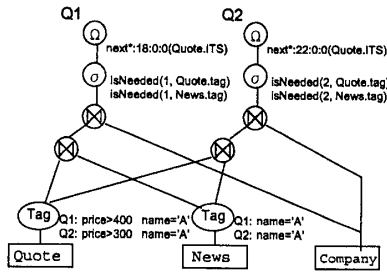 Q1
Q2
Ω
Ω
next*:18:0:0(Quote.ITS)
next*:22:0:0(Quote.ITS)
σ
σ
isNeeded(1, Quote.tag)
isNeeded(1, News.tag)
isNeeded(2, Quote.tag)
isNeeded(2, News.tag)
Tag
Tag
Q1: price>400 name='A'
Q2: price>300 name='A'
Q1: name='A'
Q2: name='A'
Quote
News
Company